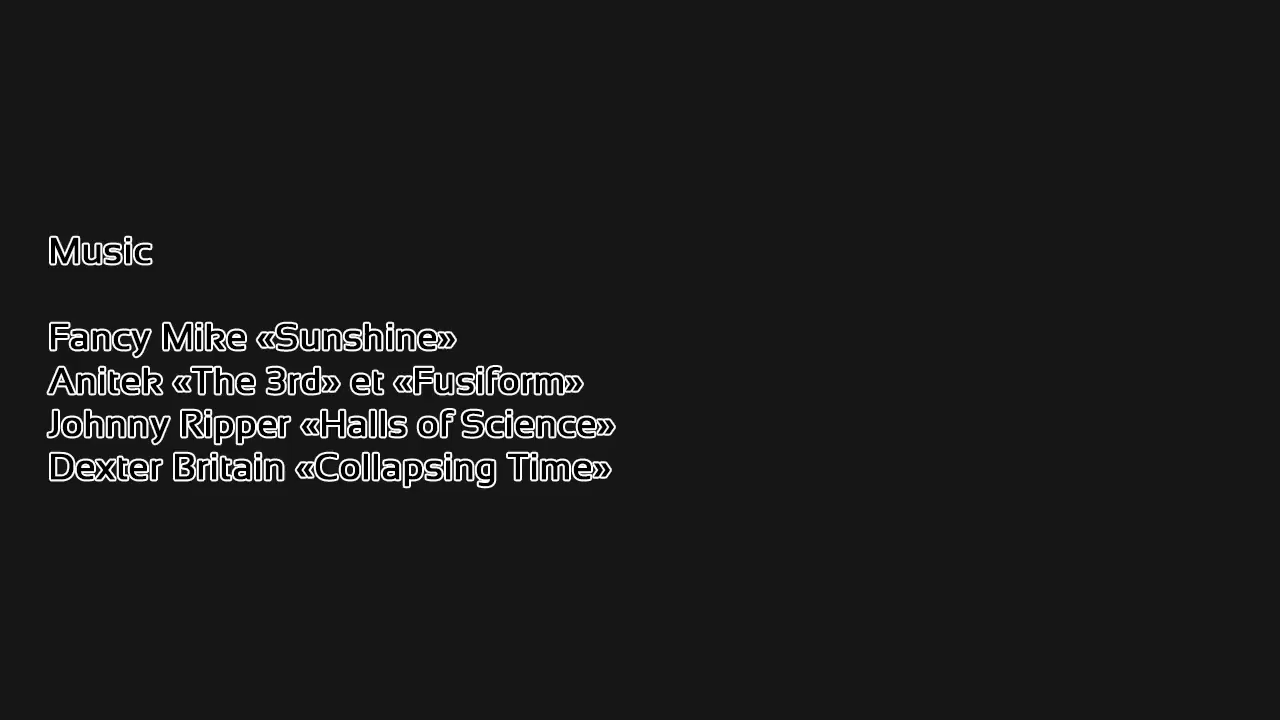 Music
Fancy Mike «Sunshine»
Anitek «The 3rd» et «Fusiform»
Johnny Ripper «Halls of Science»
Dexter Britain «Collapsing Time»